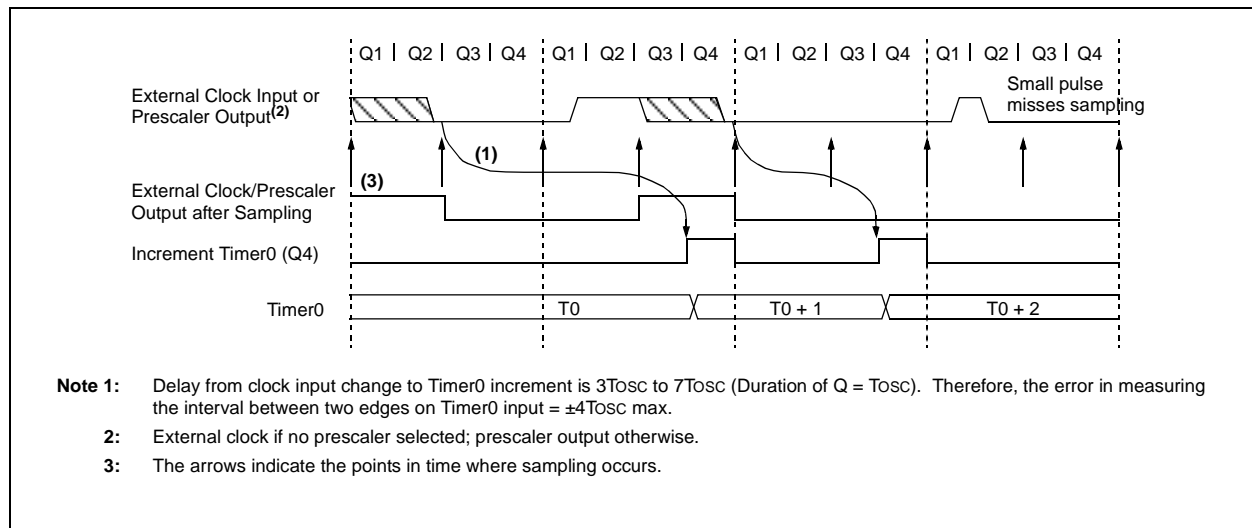 Q1 | Q2 | Q3 | Q4 Q1 | Q2 | Q3 | Q4 Q1 | Q2 | Q3 | Q4 Q1 | Q2 | Q3 | Q4
External Clock Input or
Prescaler Output(2)
Small pulse
misses sampling
(1)
(3)
External Clock/Prescaler
Output after Sampling
Increment Timer0 (Q4)
Timer0 T0 T0 + 1 T0 + 2
Note 1: Delay from clock input change to Timer0 increment is 3TOSC to 7TOSC (Duration of Q = TOSC). Therefore, the error in measuring
the interval between two edges on Timer0 input = ±4TOSC max.
2: External clock if no prescaler selected; prescaler output otherwise.
3: The arrows indicate the points in time where sampling occurs.